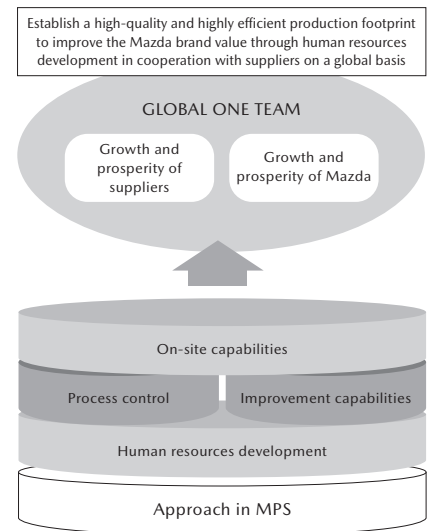 Establish a high-quality and highly efficient production footprint
to improve the Mazda brand value through human resources
development in cooperation with suppliers on a global basis
GLOBAL ONE TEAM
Growth and
prosperity of
suppliers
Growth and
prosperity of Mazda
On-site capabilities
Process control
Improvement capabilities
Human resources development
Approach in MPS